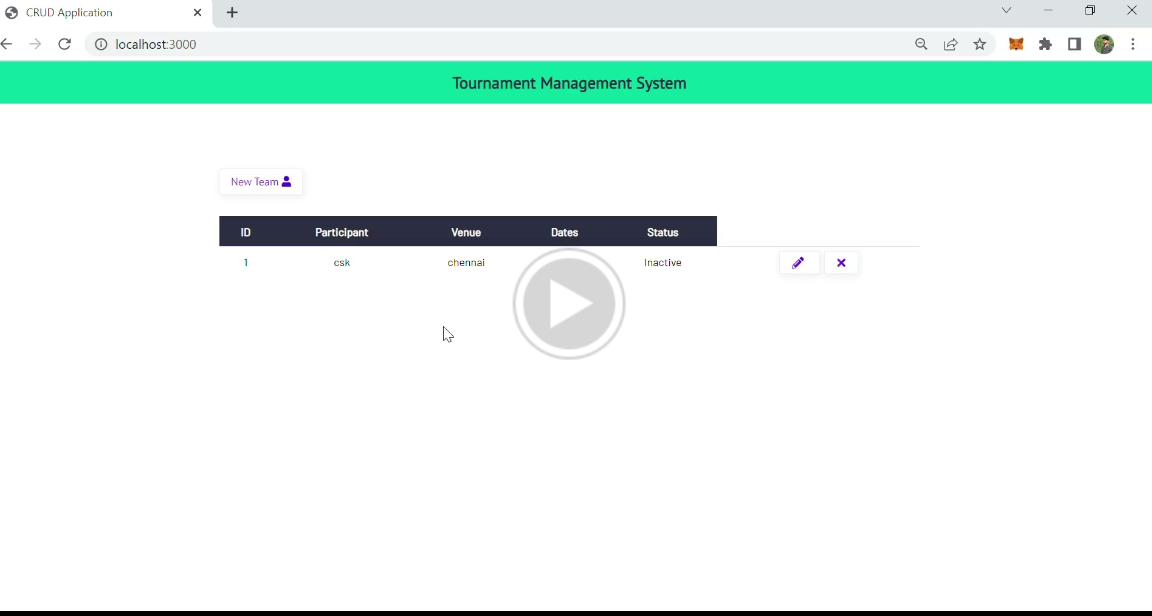 CRUD Application
localhost:3000
Tournament Management System
New Team
ID Participant Venue Dates Status
1 csk chennai Inactive